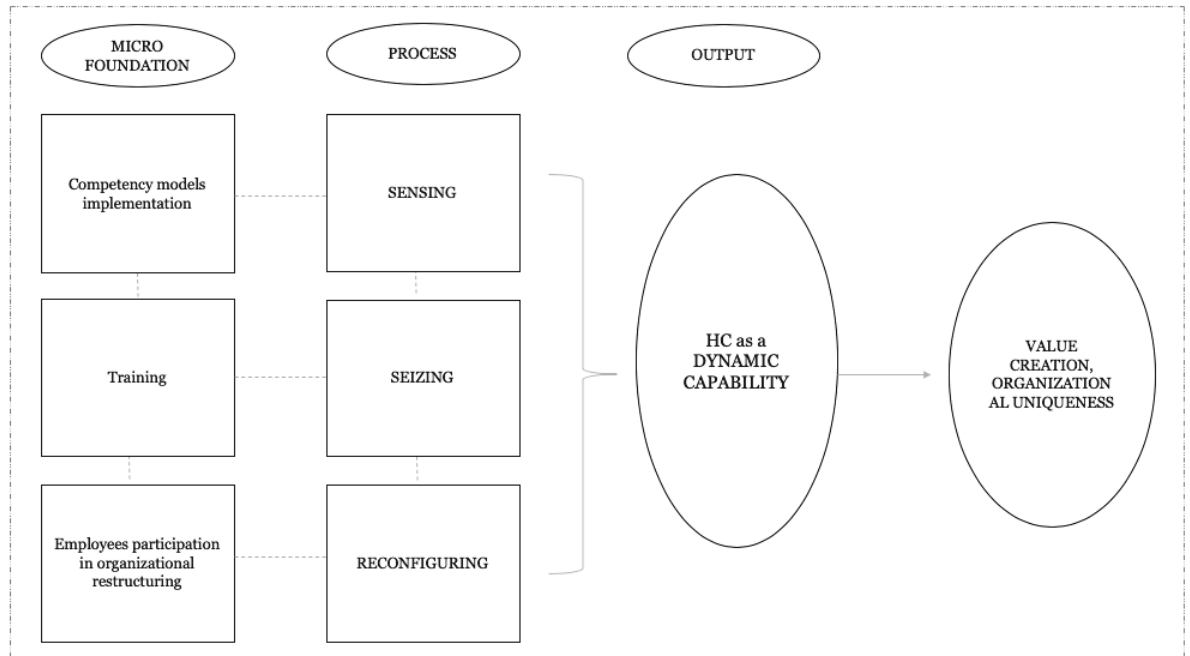 MICRO
FOUNDATION
PROCESS
OUTPUT
Competency models
implementation
SENSING
Training
SEIZING
Employees participation
in organizational
restructuring
RECONFIGURING
HC as a
DYNAMIC
CAPABILITY
VALUE
CREATION,
ORGANIZATION
AL UNIQUENESS